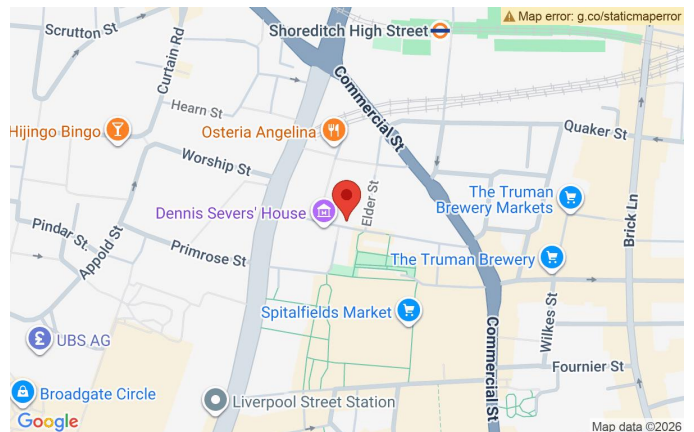 Map error: g.co/staticmaperror
Scrutton St
Shoreditch High Street
Curtain Rd
Commercial St
Hearn St
Hijingo Bingo
Osteria Angelina
Quaker St
Worship St
Elder St
The Truman
Brewery Markets
Dennis Severs' House
Brick Ln
Pindar St
Appold St
Primrose St
The Truman Brewery
Spitalfields Market
Wilkes St
UBS AG
Commercial St
Fournier St
Broadgate Circle
Liverpool Street Station
Google
Map data ©2026